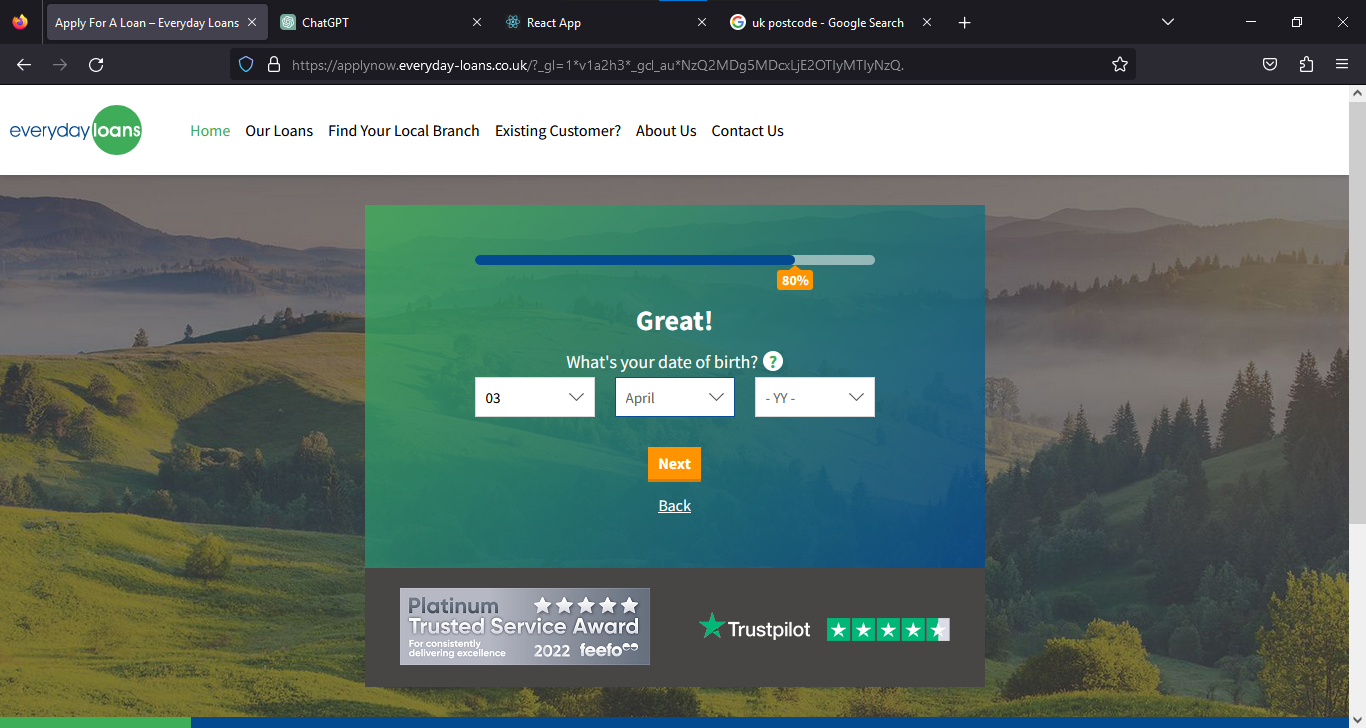 Apply For A Loan – Everyday Loans
ChatGPT
React App
uk postcode - Google Search
https://applynow.everyday-loans.co.uk/?_gl=1*v1a2h3*_gcl_au*NzQ2MDg5MDcxLjE2OTIyMTIyNzQ.
everyday loans
Home Our Loans Find Your Local Branch Existing Customer? About Us Contact Us
80%
Great!
What's your date of birth? ?
03 April - YY -
Next
Back
Platinum
Trusted Service Award
For consistently
delivering excellence
2022 feefo
Trustpilot